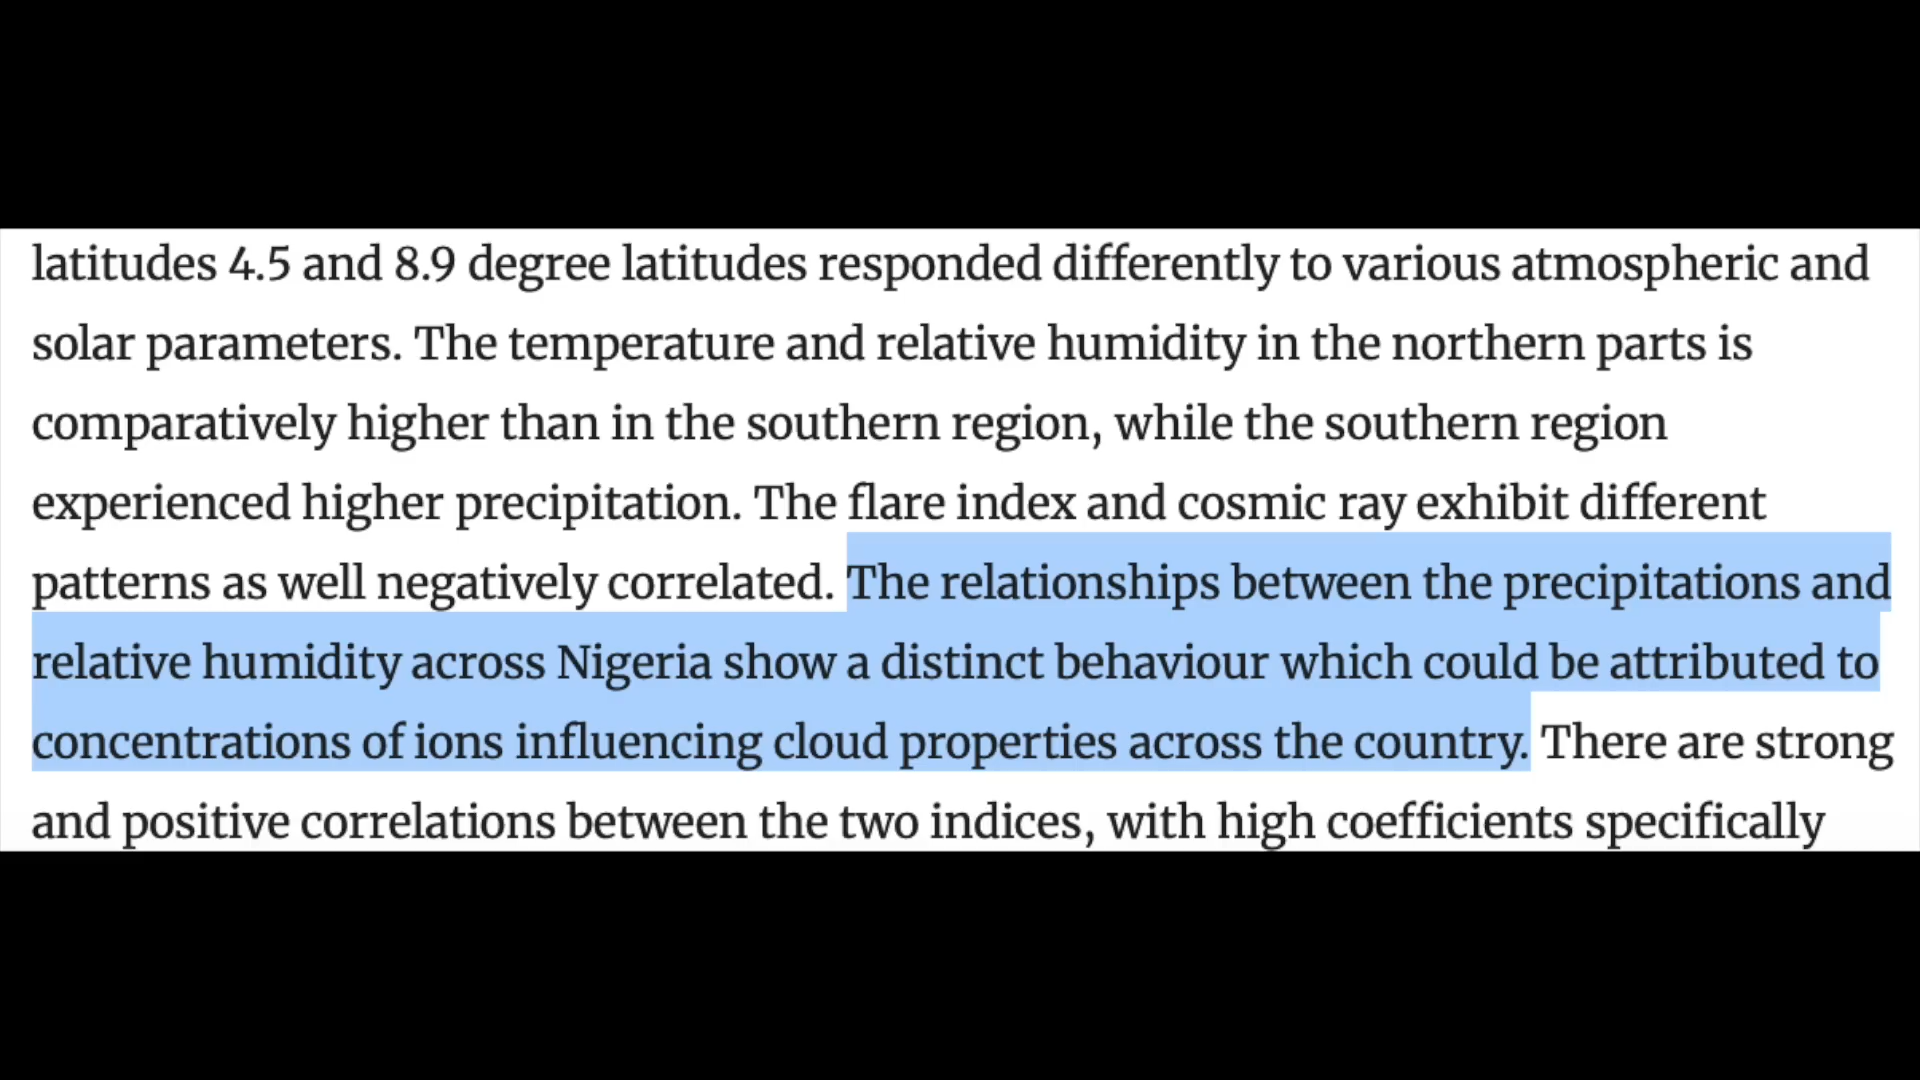 latitudes 4.5 and 8.9 degree latitudes responded differently to various atmospheric and
solar parameters. The temperature and relative humidity in the northern parts is
comparatively higher than in the southern region, while the southern region
experienced higher precipitation. The flare index and cosmic ray exhibit different
patterns as well negatively correlated. The relationships between the precipitations and
relative humidity across Nigeria show a distinct behaviour which could be attributed to
concentrations of ions influencing cloud properties across the country. There are strong
and positive correlations between the two indices, with high coefficients specifically